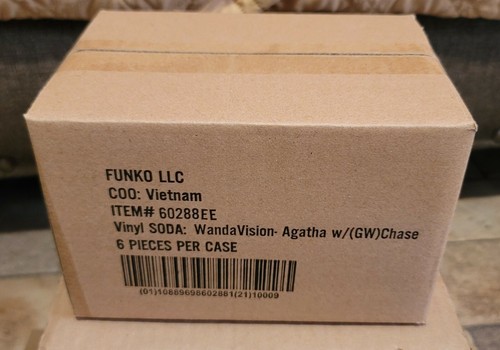 FUNKO LLC
COO: Vietnam
ITEM# 60288EE
Vinyl SODA: WandaVision- Agatha w/(GW)Chase
6 PIECES PER CASE
(01)10889698602881(21)10009